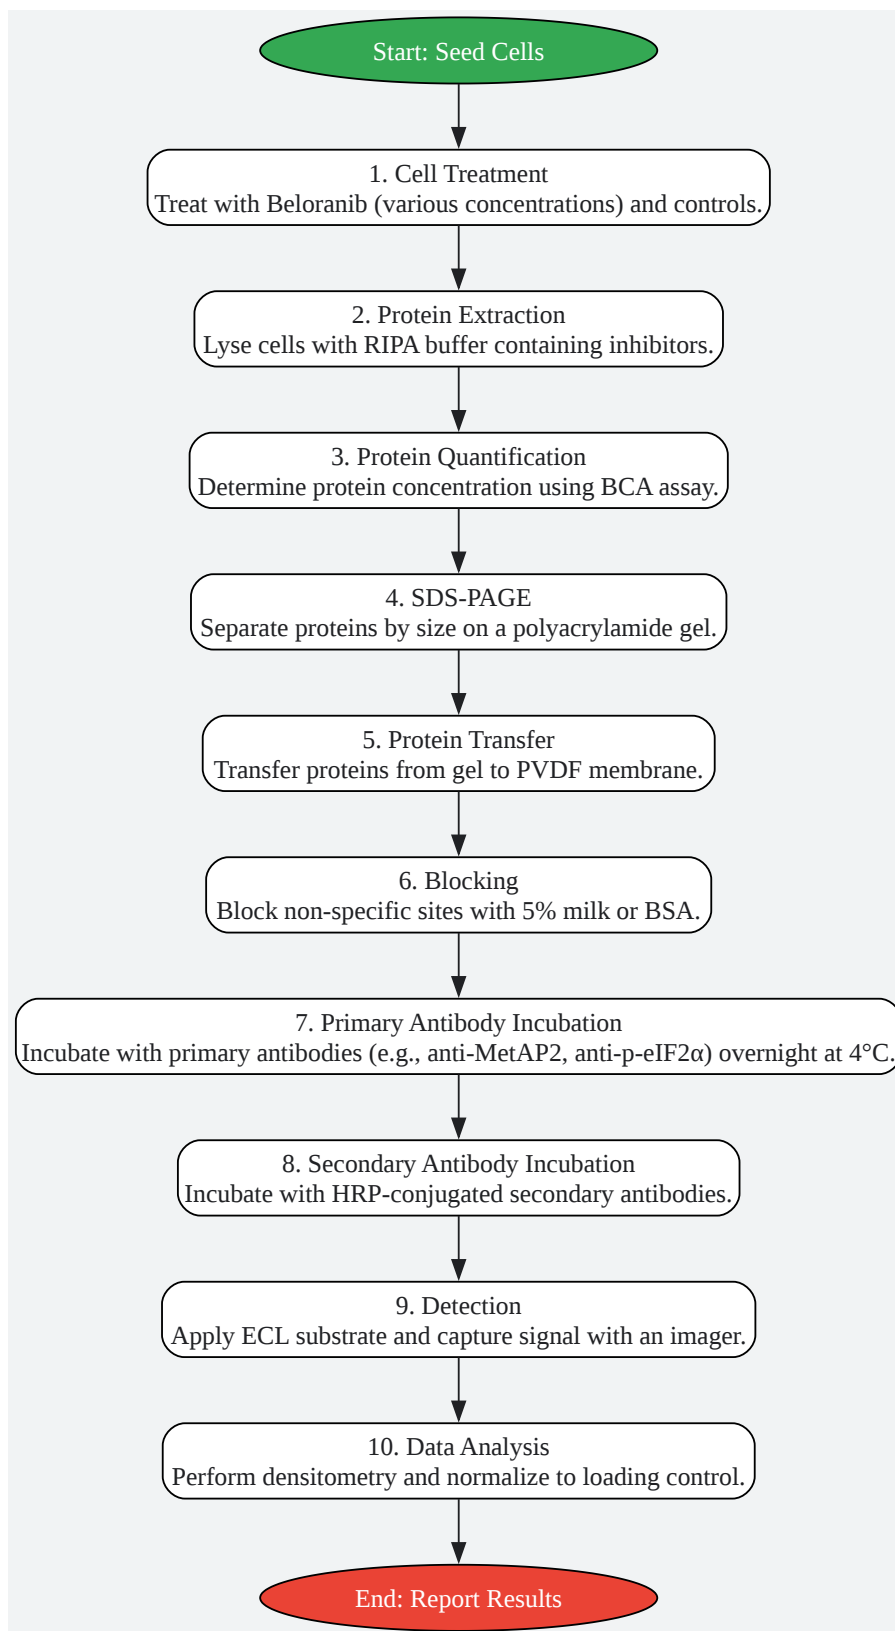 Start: Seed Cells
1. Cell Treatment
Treat with Beloranib (various concentrations) and controls.
2. Protein Extraction
Lyse cells with RIPA buffer containing inhibitors.
3. Protein Quantification
Determine protein concentration using BCA assay.
4. SDS-PAGE
Separate proteins by size on a polyacrylamide gel.
5. Protein Transfer
Transfer proteins from gel to PVDF membrane.
6. Blocking
Block non-specific sites with 5% milk or BSA.
7. Primary Antibody Incubation
Incubate with primary antibodies (e.g., anti-MetAP2, anti-p-eIF2α) overnight at 4°C.
8. Secondary Antibody Incubation
Incubate with HRP-conjugated secondary antibodies.
9. Detection
Apply ECL substrate and capture signal with an imager.
10. Data Analysis
Perform densitometry and normalize to loading control.
End: Report Results